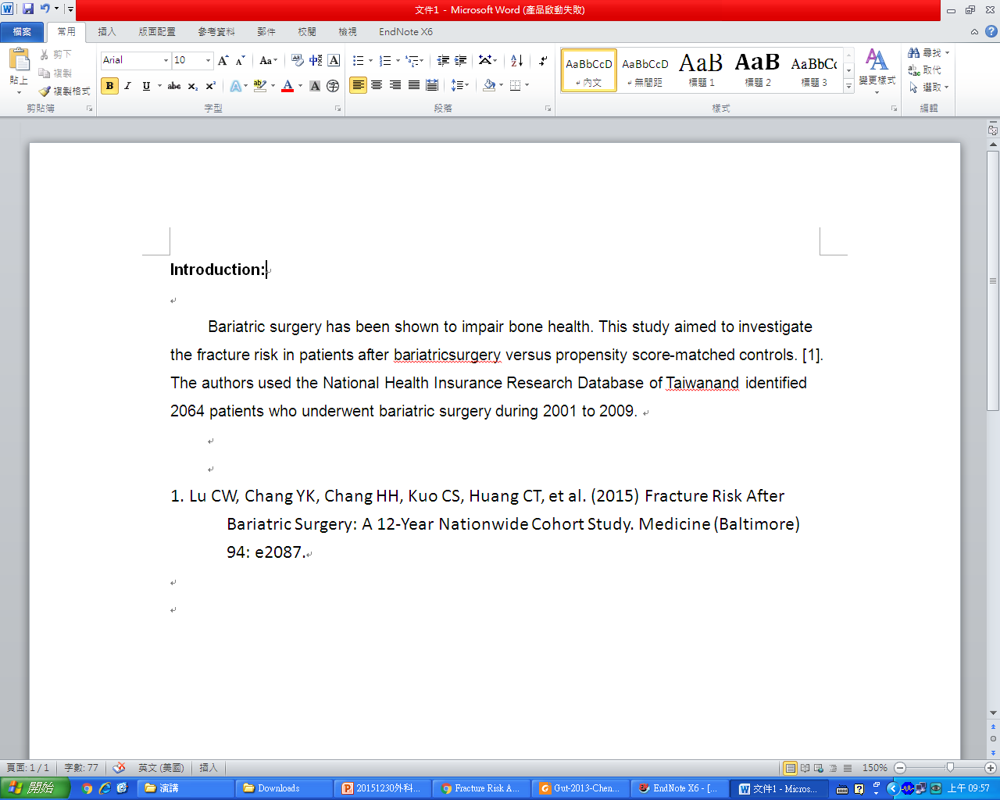 文件1 - Microsoft Word (產品啟動失敗)
檔案 常用 插入 版面配置 參考資料 郵件 校閱 檢視 EndNote X6
貼上 剪下 複製 複製格式 剪貼簿
Arial 10 字型
段落
AaBbCcD 內文 AaBbCcD 無間距 AaBbC 標題 1 AaBbC 標題 2 AaBbCc 標題 3 變更樣式 樣式
尋找 取代 選取 編輯
Introduction:
Bariatric surgery has been shown to impair bone health. This study aimed to investigate
the fracture risk in patients after bariatricsurgery versus propensity score-matched controls. [1].
The authors used the National Health Insurance Research Database of Taiwanand identified
2064 patients who underwent bariatric surgery during 2001 to 2009.
1. Lu CW, Chang YK, Chang HH, Kuo CS, Huang CT, et al. (2015) Fracture Risk After
Bariatric Surgery: A 12-Year Nationwide Cohort Study. Medicine (Baltimore)
94: e2087.
頁面: 1 / 1 字數: 77 英文 (美國) 插入 150%
開始 演講 Downloads 20151230外科... Fracture Risk A... Gut-2013-Chen... EndNote X6 - [... 文件1 - Micros... 上午 09:57